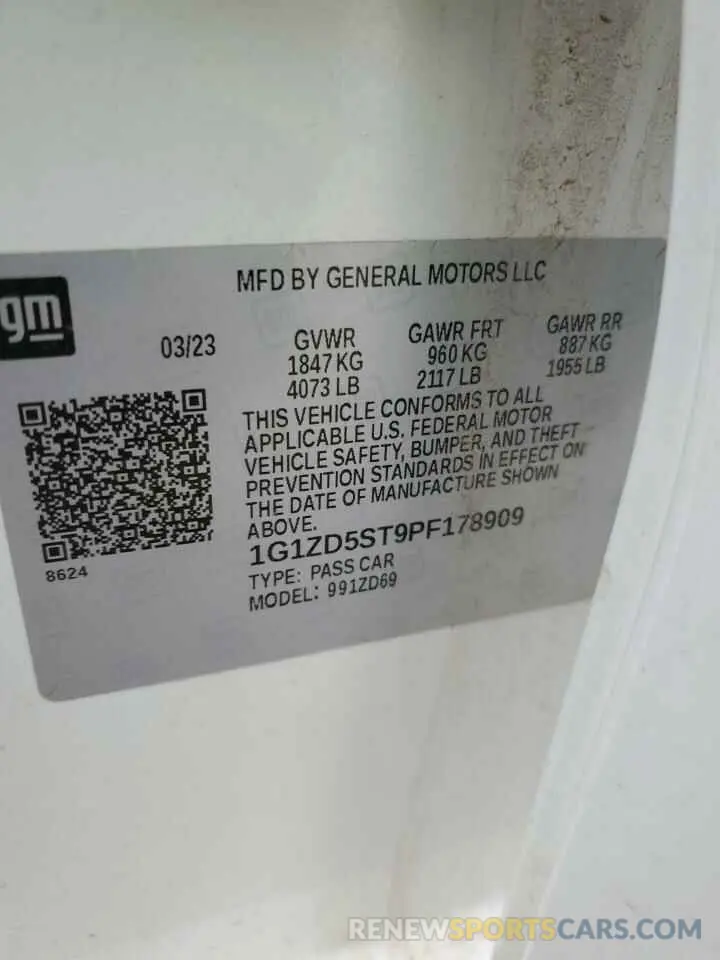 gm
MFD BY GENERAL MOTORS LLC
03/23
GVWR
1847 KG
4073 LB
GAWR FRT
960 KG
2117 LB
GAWR RR
887 KG
1955 LB
THIS VEHICLE CONFORMS TO ALL
APPLICABLE U.S. FEDERAL MOTOR
VEHICLE SAFETY, BUMPER, AND THEFT
PREVENTION STANDARDS IN EFFECT ON
THE DATE OF MANUFACTURE SHOWN
ABOVE.
1G1ZD5ST9PF178909
TYPE: PASS CAR
MODEL: 991ZD69
8624
RENEWSPORTSCARS.COM